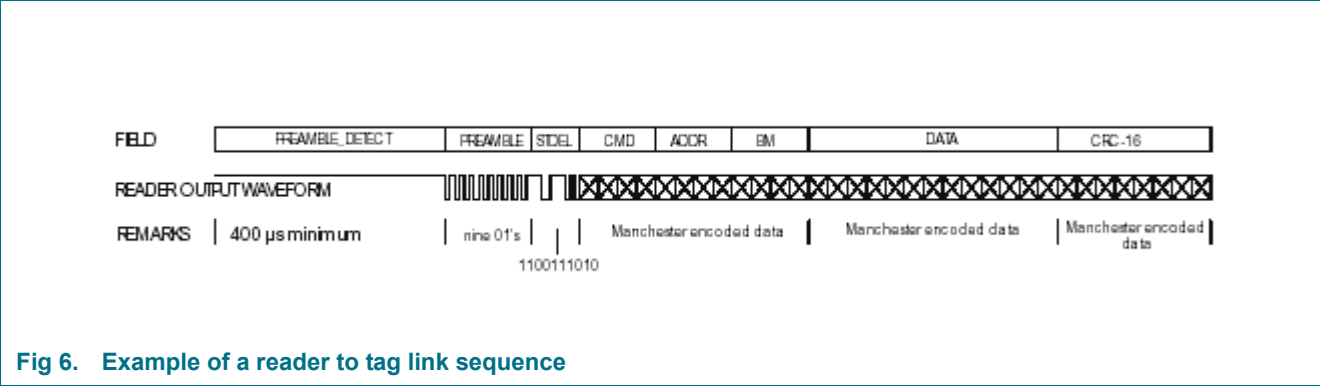 FIELD PREAMBLE_DETECT PREAMBLE STDEL CMD ADDR BM DATA CRC-16
READER OUTPUT WAVEFORM
REMARKS 400 µs minimum nine 01's Manchester encoded data Manchester encoded data Manchester encoded
data
1100111010
Fig 6. Example of a reader to tag link sequence